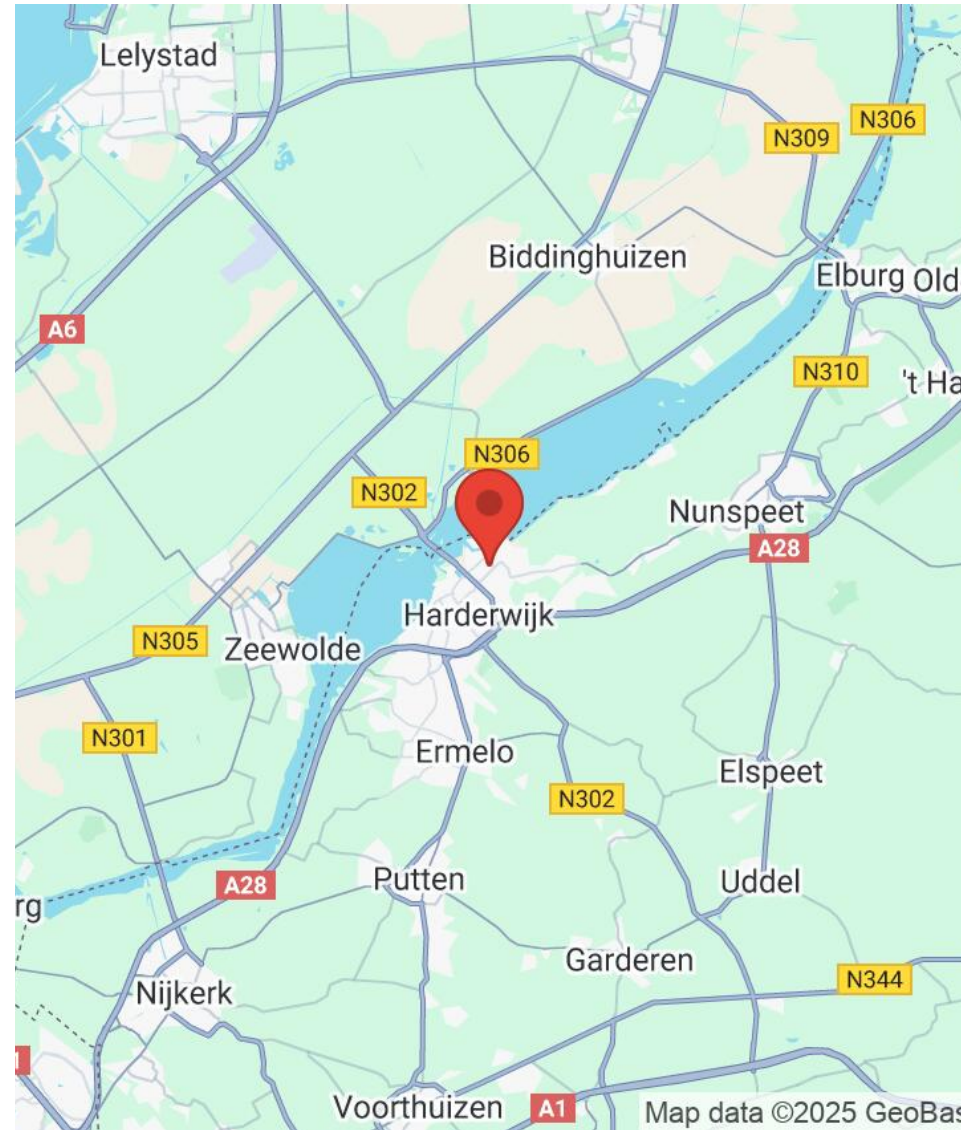 Lelystad
N306
N309
Biddinghuizen
Elburg
Old
A6
N310
't Ha
N306
N302
Nunspeet
A28
Harderwijk
N305
Zeewolde
N301
Ermelo
Elspeet
N302
A28
Putten
Uddel
rg
Garderen
N344
Nijkerk
Voorthuizen
A1
Map data ©2025 GeoBas